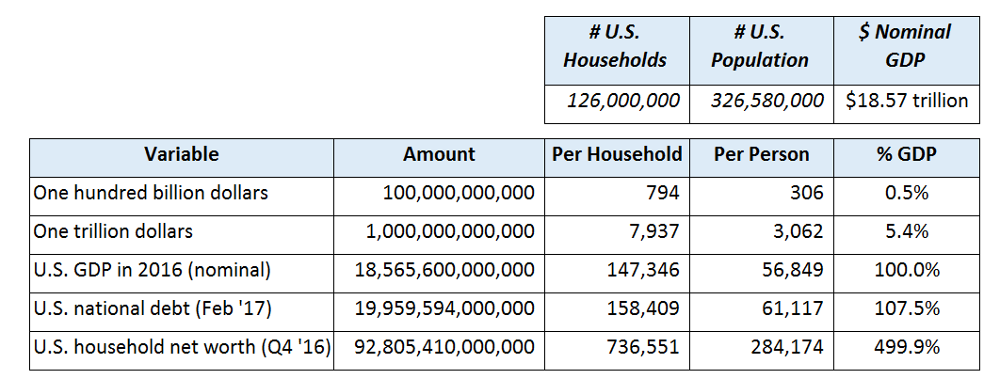 # U.S. Households # U.S. Population $ Nominal GDP
126,000,000 326,580,000 $18.57 trillion
Variable Amount Per Household Per Person % GDP
One hundred billion dollars 100,000,000,000 794 306 0.5%
One trillion dollars 1,000,000,000,000 7,937 3,062 5.4%
U.S. GDP in 2016 (nominal) 18,565,600,000,000 147,346 56,849 100.0%
U.S. national debt (Feb '17) 19,959,594,000,000 158,409 61,117 107.5%
U.S. household net worth (Q4 '16) 92,805,410,000,000 736,551 284,174 499.9%